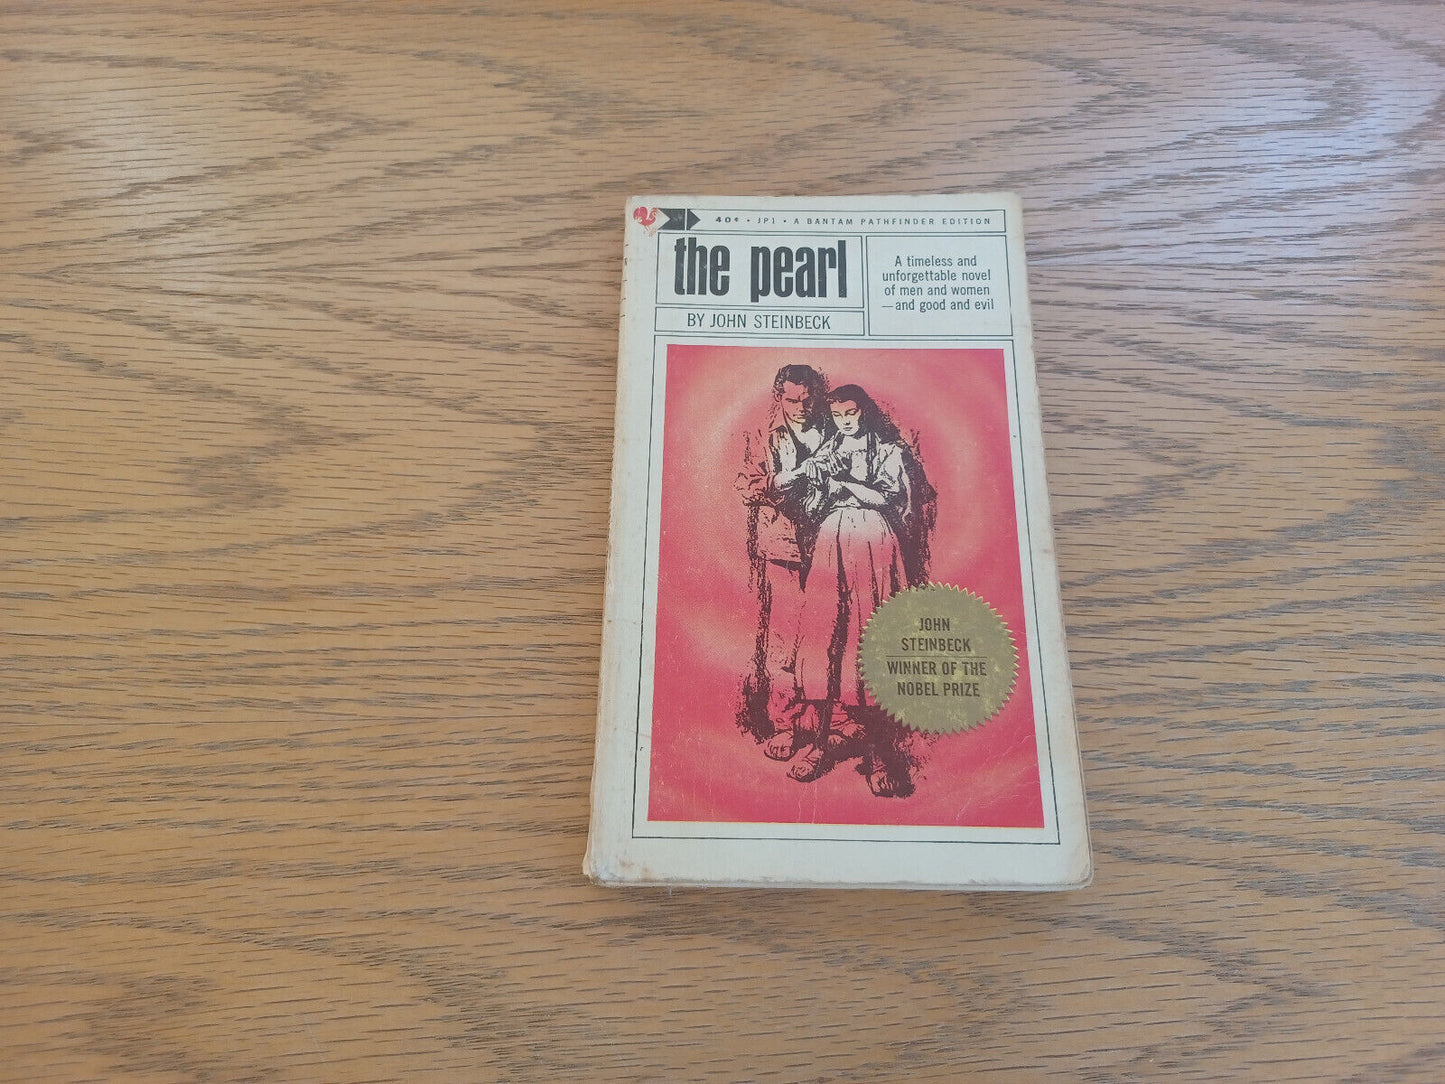 40¢ • JP1 • A BANTAM PATHFINDER EDITION
the pearl
BY JOHN STEINBECK
A timeless and
unforgettable novel
of men and women
—and good and evil
JOHN
STEINBECK
WINNER OF THE
NOBEL PRIZE